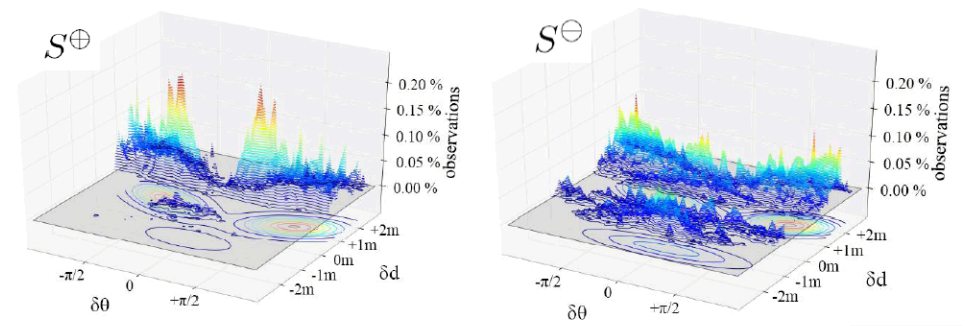 S⊕
0.20 %
0.15 %
0.10 %
0.05 %
0.00 %
observations
+2m
+1m
0m
-1m
-2m
δd
-π/2
0
+π/2
δθ
S⊖
0.20 %
0.15 %
0.10 %
0.05 %
0.00 %
observations
+2m
+1m
0m
-1m
-2m
δd
-π/2
0
+π/2
δθ